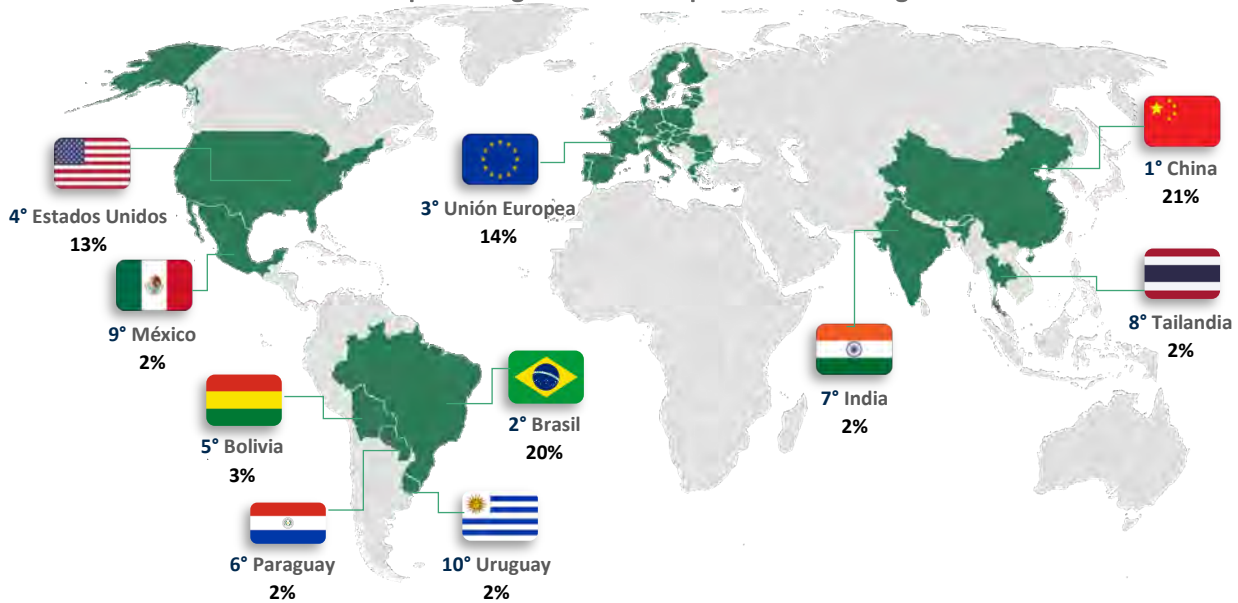 1° China
21%
4° Estados Unidos
13%
3° Unión Europea
14%
9° México
2%
8° Tailandia
2%
7° India
2%
5° Bolivia
3%
2° Brasil
20%
6° Paraguay
2%
10° Uruguay
2%